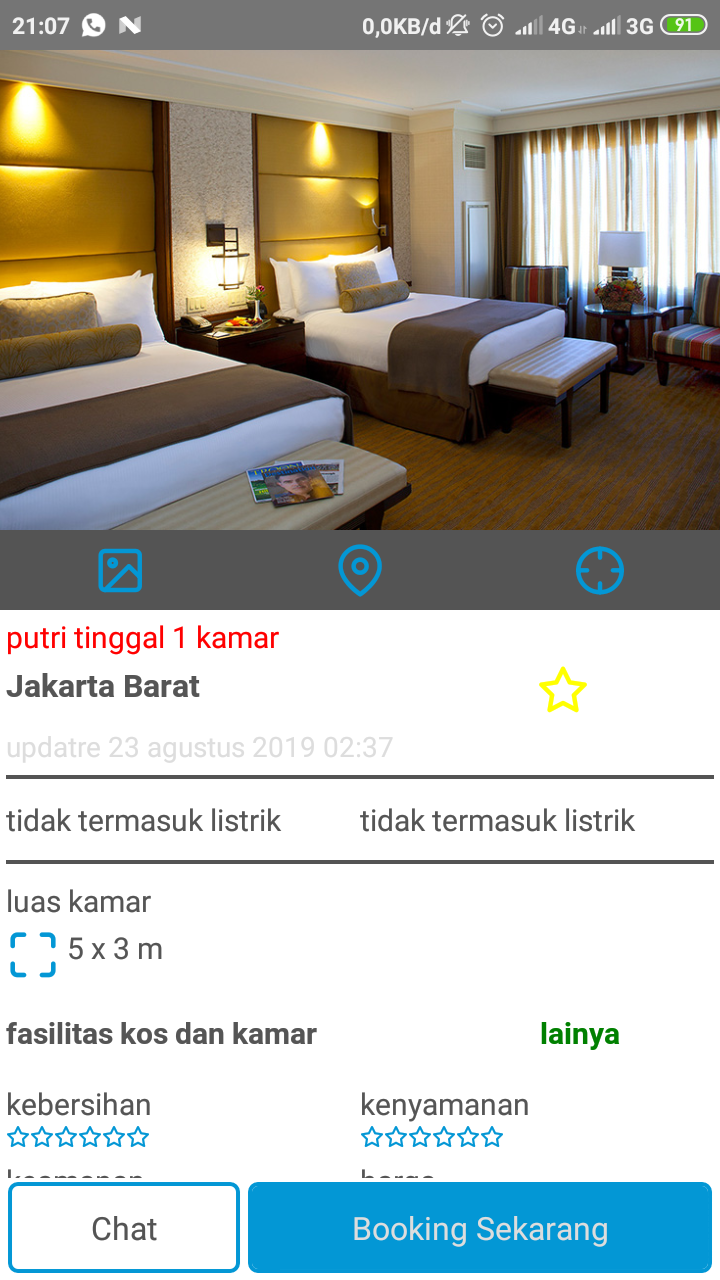 21:07 0,0KB/d 4G 3G 91
putri tinggal 1 kamar
Jakarta Barat
updatre 23 agustus 2019 02:37
tidak termasuk listrik tidak termasuk listrik
luas kamar
5 x 3 m
fasilitas kos dan kamar lainya
kebersihan kenyamanan
Chat Booking Sekarang